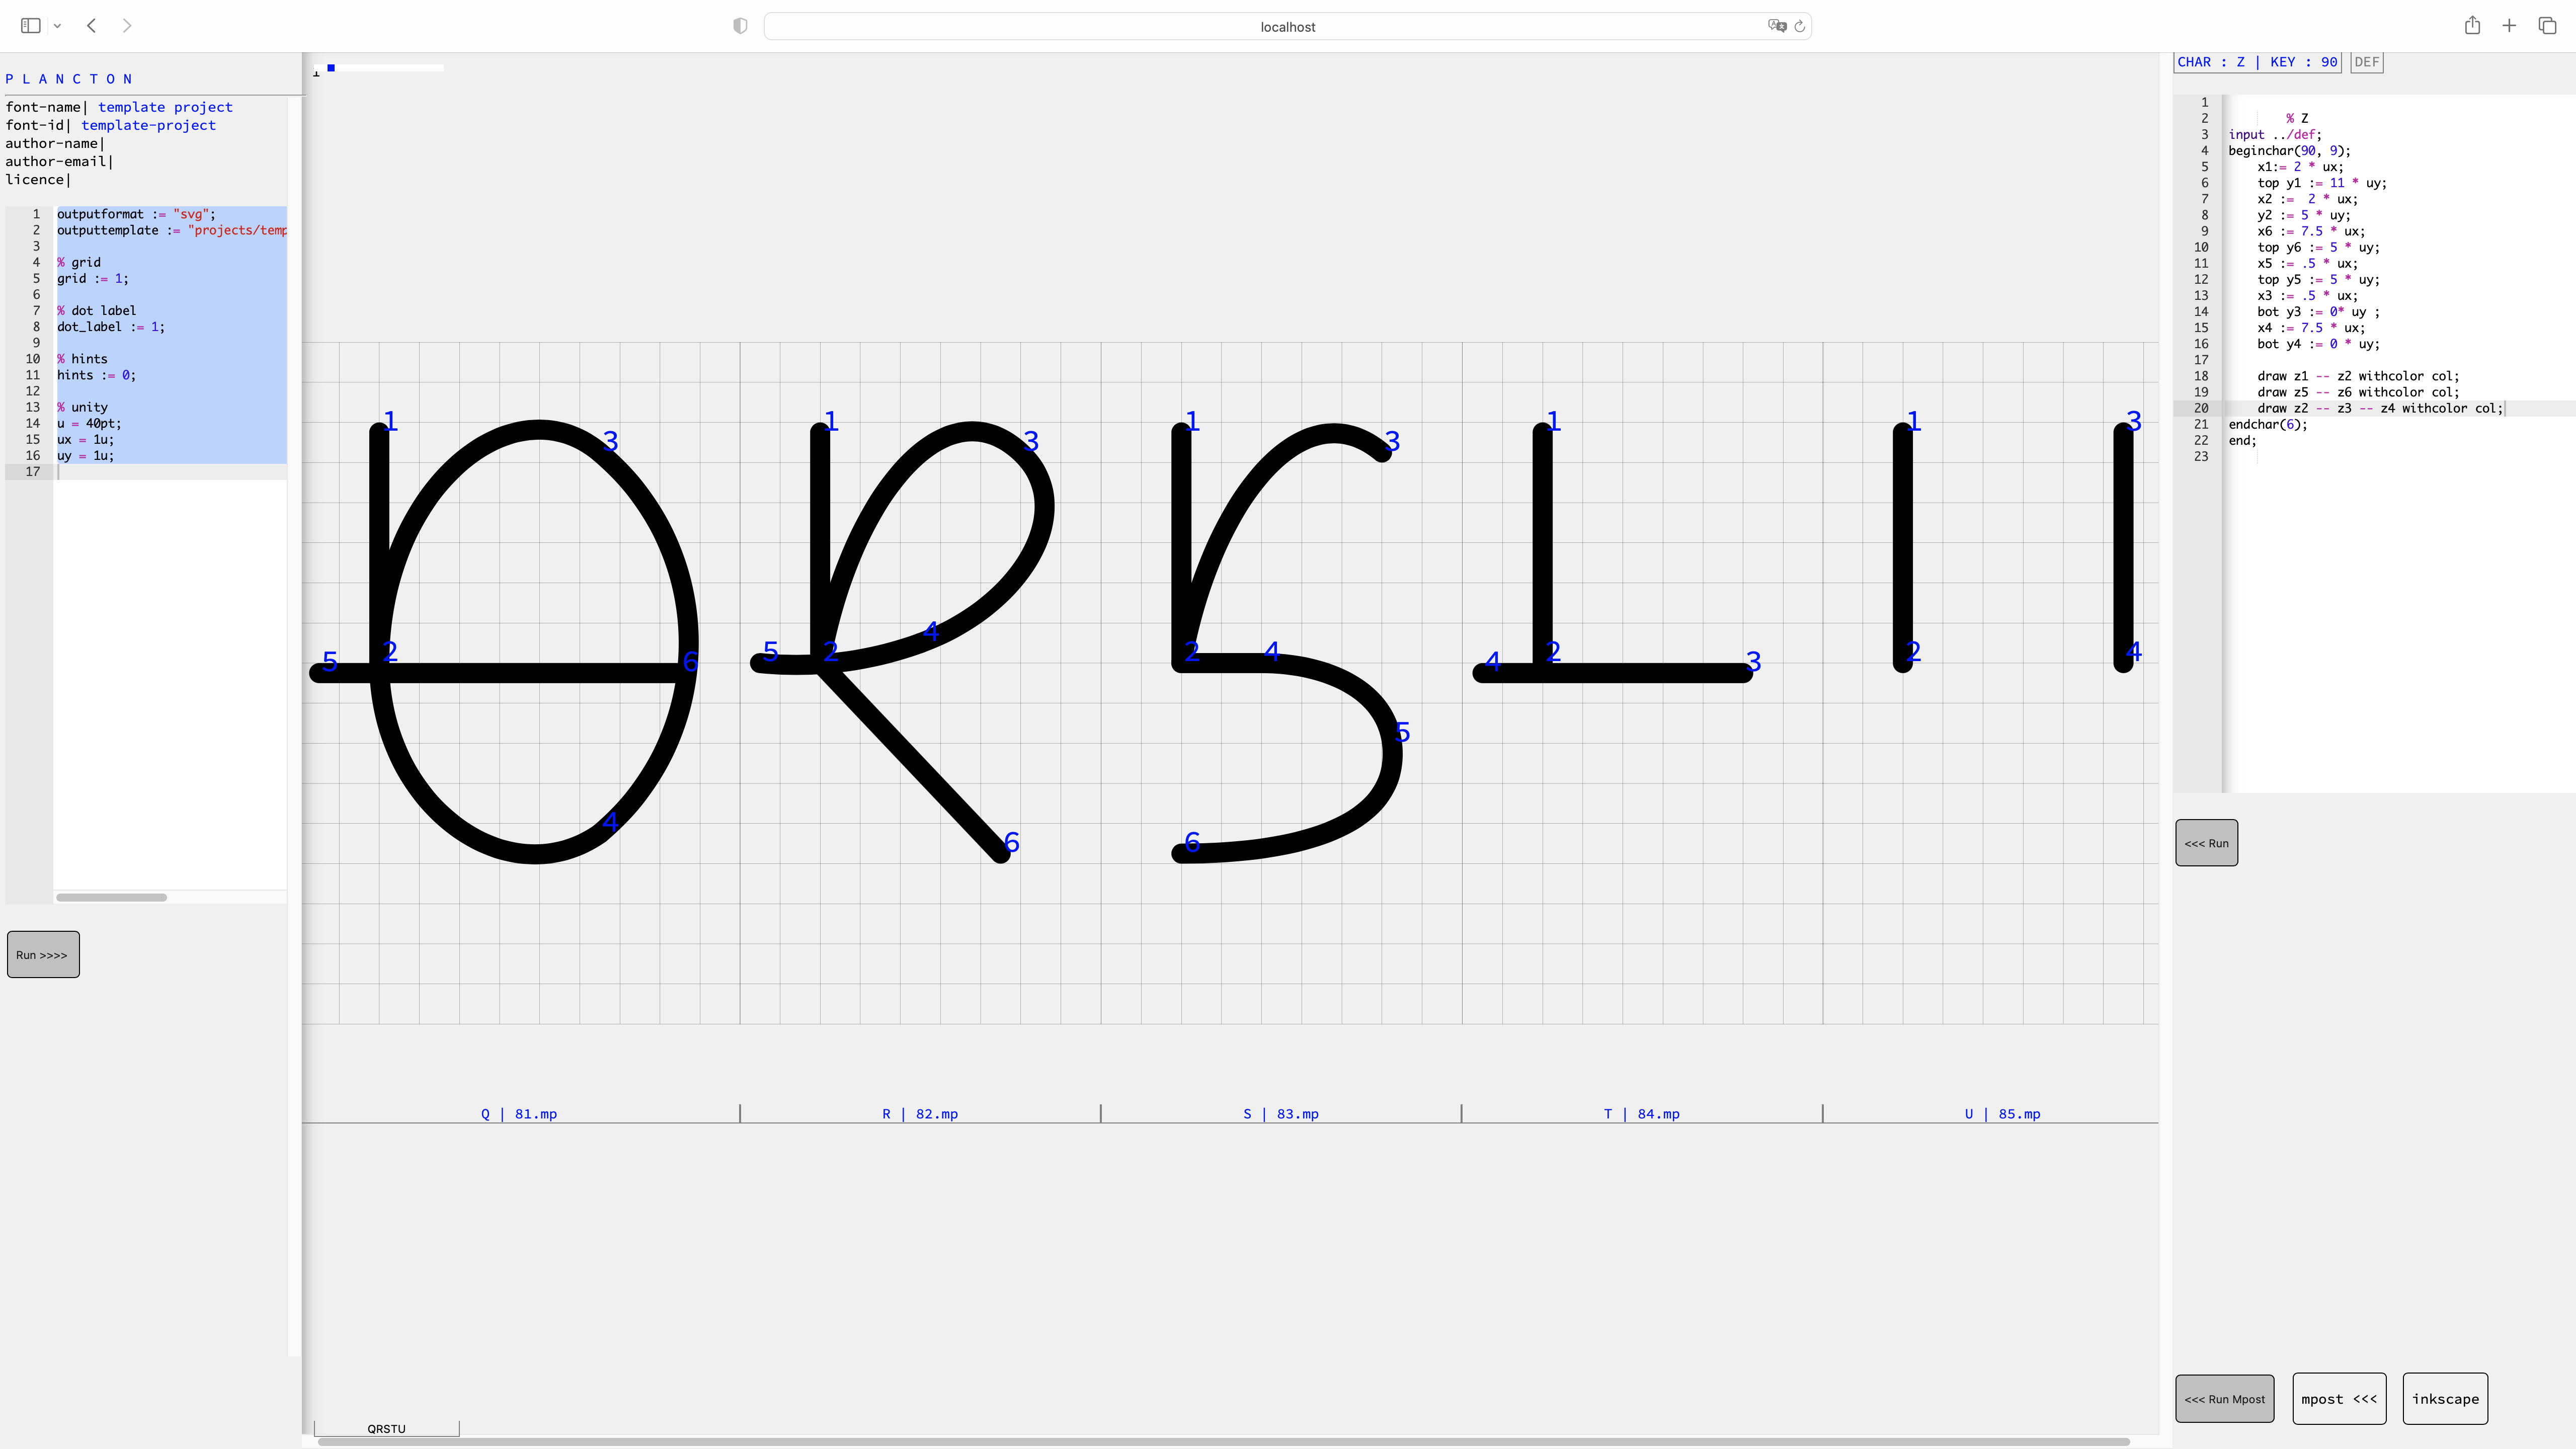 localhost
P L A N C T O N
font-name| template project
font-id| template-project
author-name|
author-email|
licence|
1 outputformat := "svg";
2 outputtemplate := "projects/temp
3
4 % grid
5 grid := 1;
6
7 % dot label
8 dot_label := 1;
9
10 % hints
11 hints := 0;
12
13 % unity
14 u = 40pt;
15 ux = 1u;
16 uy = 1u;
17
Run >>>>
1
1 3 1 3 1 3 1 1 3
5 2 6 5 2 4 2 4 4 2 3 2 4
5
4 6 6
Q | 81.mp
R | 82.mp
S | 83.mp
T | 84.mp
U | 85.mp
QRSTU
CHAR : Z | KEY : 90 DEF
1
2 % Z
3 input ../def;
4 beginchar(90, 9);
5 x1:= 2 * ux;
6 top y1 := 11 * uy;
7 x2 :=  2 * ux;
8 y2 := 5 * uy;
9 x6 := 7.5 * ux;
10 top y6 := 5 * uy;
11 x5 := .5 * ux;
12 top y5 := 5 * uy;
13 x3 := .5 * ux;
14 bot y3 := 0* uy ;
15 x4 := 7.5 * ux;
16 bot y4 := 0 * uy;
17
18 draw z1 -- z2 withcolor col;
19 draw z5 -- z6 withcolor col;
20 draw z2 -- z3 -- z4 withcolor col;
21 endchar(6);
22 end;
23
<<< Run
<<< Run Mpost
mpost <<<
inkscape